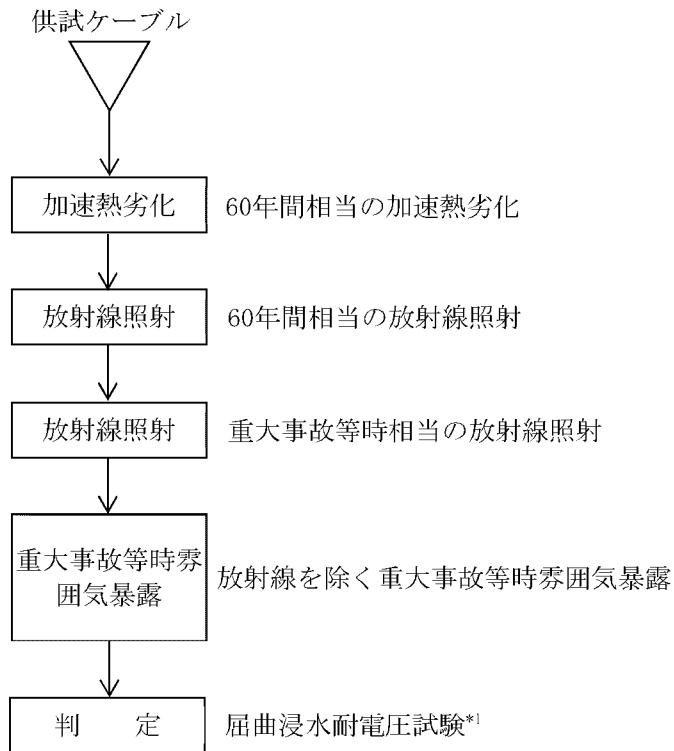 供試ケーブル
加速熱劣化 60年間相当の加速熱劣化
放射線照射 60年間相当の放射線照射
放射線照射 重大事故等時相当の放射線照射
重大事故等時雰
囲気暴露
放射線を除く重大事故等時雰囲気暴露
判　定 屈曲浸水耐電圧試験*1